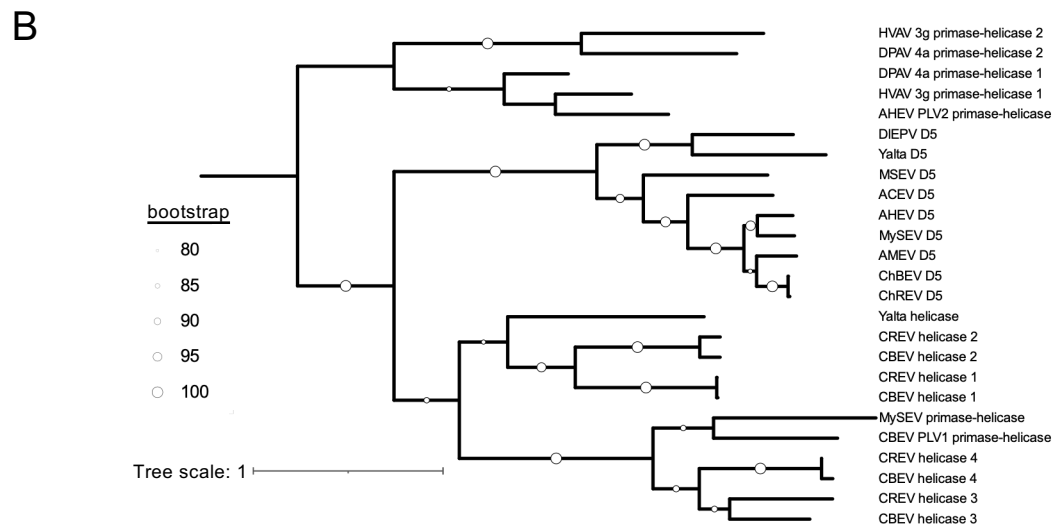 B
HVAV 3g primase-helicase 2
DPAV 4a primase-helicase 2
DPAV 4a primase-helicase 1
HVAV 3g primase-helicase 1
AHEV PLV2 primase-helicase
DIEPV D5
Yalta D5
MSEV D5
ACEV D5
AHEV D5
MySEV D5
AMEV D5
ChBEV D5
ChREV D5
Yalta helicase
CREV helicase 2
CBEV helicase 2
CREV helicase 1
CBEV helicase 1
MySEV primase-helicase
CBEV PLV1 primase-helicase
CREV helicase 4
CBEV helicase 4
CREV helicase 3
CBEV helicase 3
bootstrap
80
85
90
95
100
Tree scale: 1